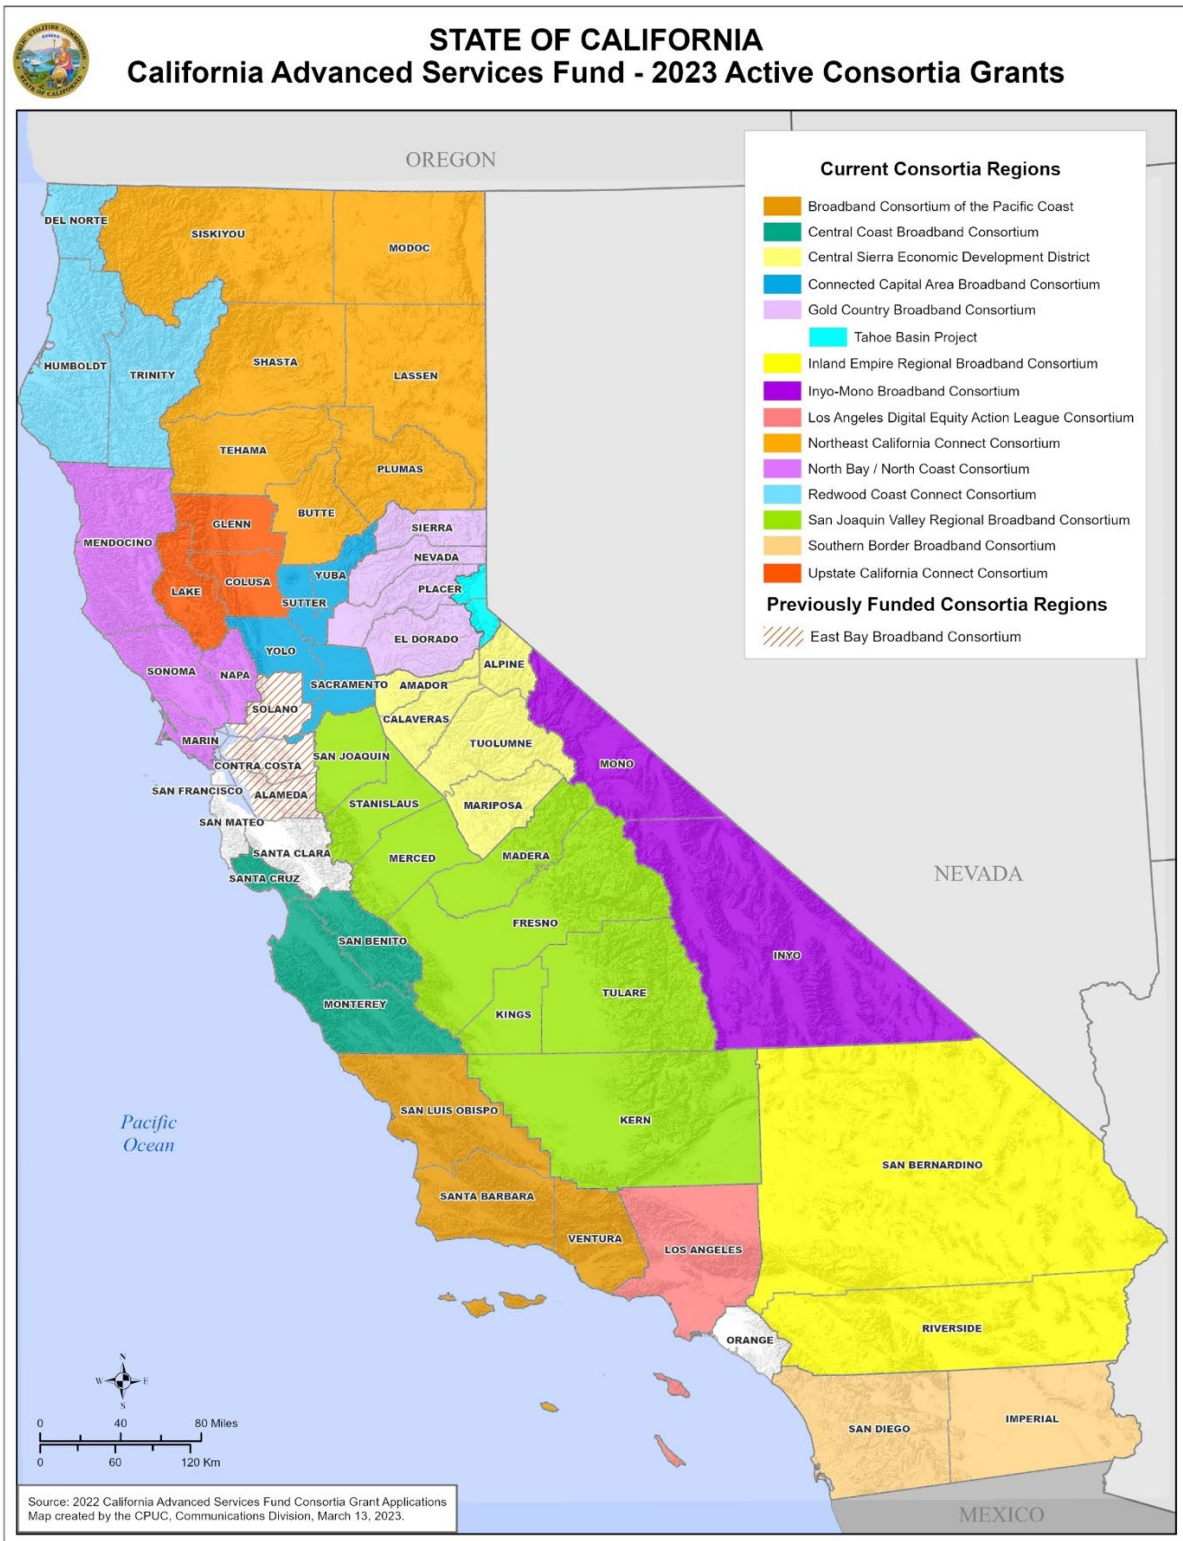 STATE OF CALIFORNIA
California Advanced Services Fund - 2023 Active Consortia Grants
PUBLIC UTILITIES COMMISSION
STATE OF CALIFORNIA
OREGON
Current Consortia Regions
Broadband Consortium of the Pacific Coast
Central Coast Broadband Consortium
Central Sierra Economic Development District
Connected Capital Area Broadband Consortium
Gold Country Broadband Consortium
Tahoe Basin Project
Inland Empire Regional Broadband Consortium
Inyo-Mono Broadband Consortium
Los Angeles Digital Equity Action League Consortium
Northeast California Connect Consortium
North Bay / North Coast Consortium
Redwood Coast Connect Consortium
San Joaquin Valley Regional Broadband Consortium
Southern Border Broadband Consortium
Upstate California Connect Consortium
Previously Funded Consortia Regions
East Bay Broadband Consortium
DEL NORTE
SISKIYOU
MODOC
HUMBOLDT
TRINITY
SHASTA
LASSEN
TEHAMA
PLUMAS
BUTTE
GLENN
SIERRA
MENDOCINO
NEVADA
YUBA
COLUSA
LAKE
PLACER
SUTTER
EL DORADO
YOLO
ALPINE
SONOMA
NAPA
SACRAMENTO
AMADOR
SOLANO
CALAVERAS
MARIN
TUOLUMNE
SAN JOAQUIN
CONTRA COSTA
MONO
SAN FRANCISCO
ALAMEDA
STANISLAUS
MARIPOSA
SAN MATEO
SANTA CLARA
MERCED
MADERA
SANTA CRUZ
NEVADA
FRESNO
SAN BENITO
INYO
TULARE
MONTEREY
KINGS
SAN LUIS OBISPO
KERN
Pacific
Ocean
SAN BERNARDINO
SANTA BARBARA
VENTURA
LOS ANGELES
RIVERSIDE
ORANGE
IMPERIAL
SAN DIEGO
MEXICO
N
W
E
S
0 40 80 Miles
0 60 120 Km
Source: 2022 California Advanced Services Fund Consortia Grant Applications
Map created by the CPUC, Communications Division, March 13, 2023.